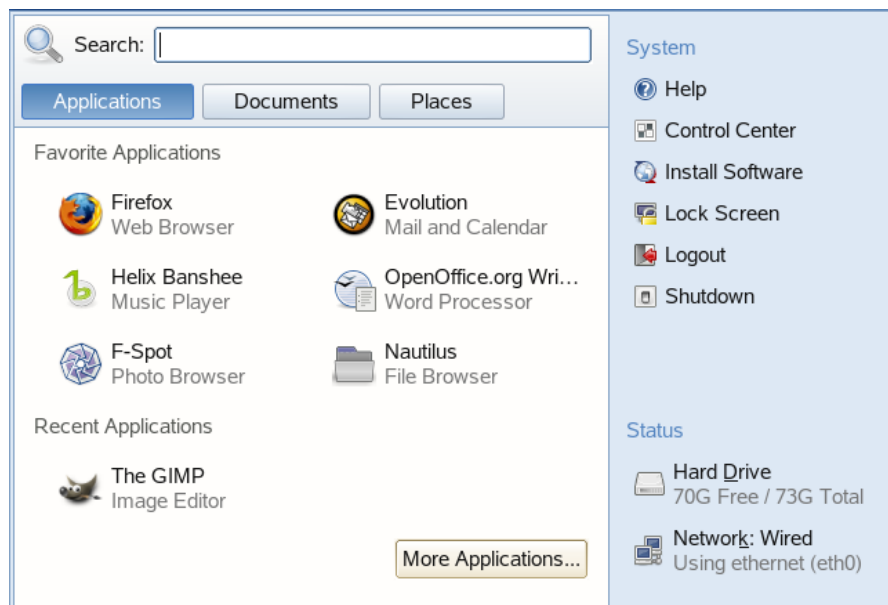 Search:
Applications
Documents
Places
Favorite Applications
Firefox
Web Browser
Evolution
Mail and Calendar
Helix Banshee
Music Player
OpenOffice.org Wri...
Word Processor
F-Spot
Photo Browser
Nautilus
File Browser
Recent Applications
The GIMP
Image Editor
More Applications...
System
Help
Control Center
Install Software
Lock Screen
Logout
Shutdown
Status
Hard Drive
70G Free / 73G Total
Network: Wired
Using ethernet (eth0)